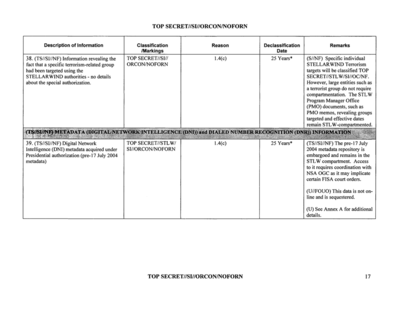 TOP SECRET//SI//ORCON/NOFORN
Description of Information
Classification
/Markings
Reason
Declassification
Date
Remarks
38. (TS//SI//NF) Information revealing the
fact that a specific terrorism-related group
had been targeted using the
STELLARWIND authorities - no details
about the special authorization.
TOP SECRET//SI//
ORCON/NOFORN
1.4(c)
25 Years*
(S//NF) Specific individual
STELLARWIND Terrorism
targets will be classified TOP
SECRET//STLW/SI//OC/NF.
However, large entities such as
a terrorist group do not require
compartmentation. The STLW
Program Manager Office
(PMO) documents, such as
PMO memos, revealing groups
targeted and effective dates
remain STLW-compartmented.
(TS//SI//NF) METADATA (DIGITAL/NETWORK INTELLIGENCE (DNI) and DIALED NUMBER RECOGNITION (DNR)) INFORMATION
39. (TS//SI//NF) Digital Network
Intelligence (DNI) metadata acquired under
Presidential authorization (pre-17 July 2004
metadata)
TOP SECRET//STLW/
SI//ORCON/NOFORN
1.4(c)
25 Years*
(TS//SI//NF) The pre-17 July
2004 metadata repository is
embargoed and remains in the
STLW compartment. Access
to it requires coordination with
NSA OGC as it may implicate
certain FISA court orders.
(U//FOUO) This data is not on-
line and is sequestered.
(U) See Annex A for additional
details.
TOP SECRET//SI//ORCON/NOFORN
17